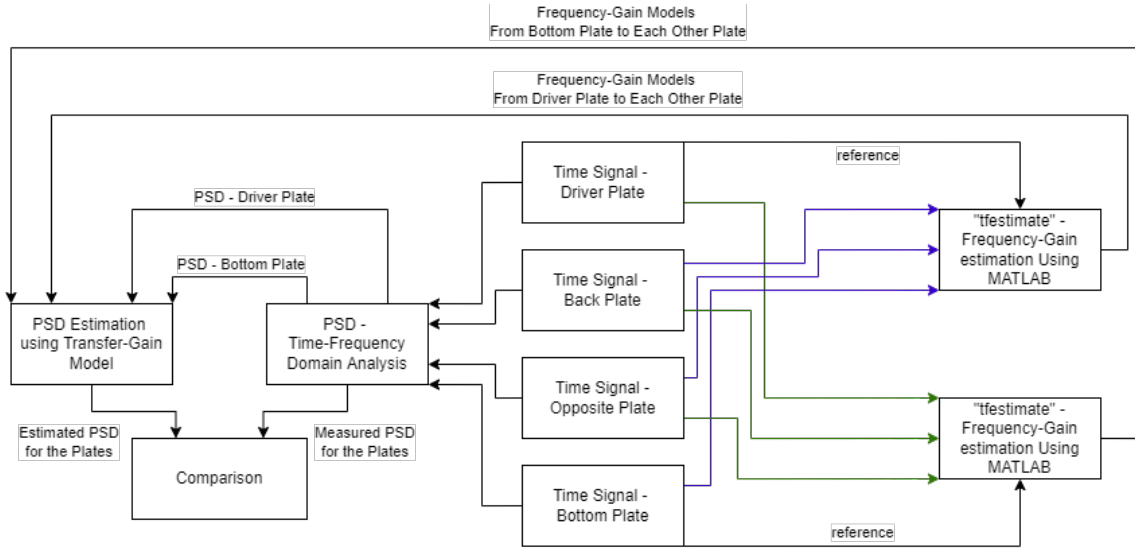 Frequency-Gain Models
From Bottom Plate to Each Other Plate
Frequency-Gain Models
From Driver Plate to Each Other Plate
reference
Time Signal -
Driver Plate
PSD - Driver Plate
"tfestimate" -
Frequency-Gain
estimation Using
MATLAB
PSD - Bottom Plate
Time Signal -
Back Plate
PSD Estimation
using Transfer-Gain
Model
PSD -
Time-Frequency
Domain Analysis
Time Signal -
Opposite Plate
"tfestimate" -
Frequency-Gain
estimation Using
MATLAB
Estimated PSD
for the Plates
Measured PSD
for the Plates
Comparison
Time Signal -
Bottom Plate
reference